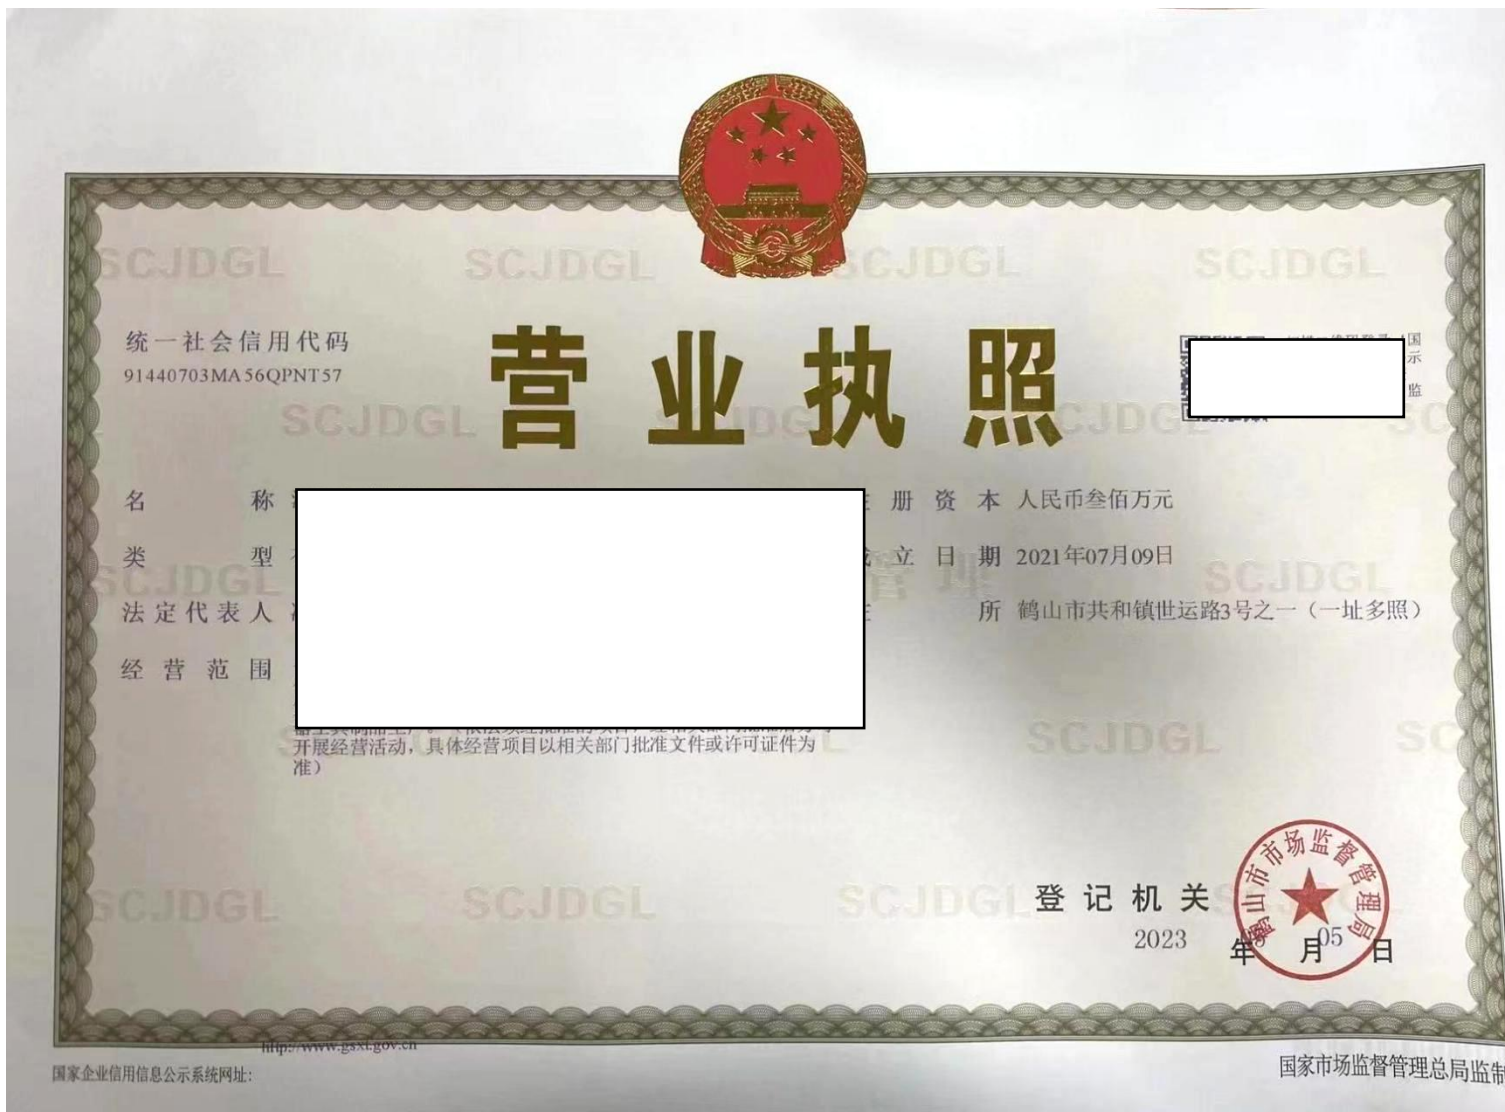 统一社会信用代码
91440703MA56QPNT57
营业执照
国
示
监
名称
册资本 人民币叁佰万元
类型
立日期 2021年07月09日
法定代表人
所 鹤山市共和镇世运路3号之一（一址多照）
经营范围
开展经营活动，具体经营项目以相关部门批准文件或许可证件为
准）
登记机关
鹤山市市场监督管理局
2023 年 月05日
http://www.gsxt.gov.cn
国家企业信用信息公示系统网址:
国家市场监督管理总局监制
SCJDGL SCJDGL SCJDGL SCJDGL
SCJDGL
SCJDGL SCJDGL
SCJDGL
SCJDGL SCJDGL SCJDGL